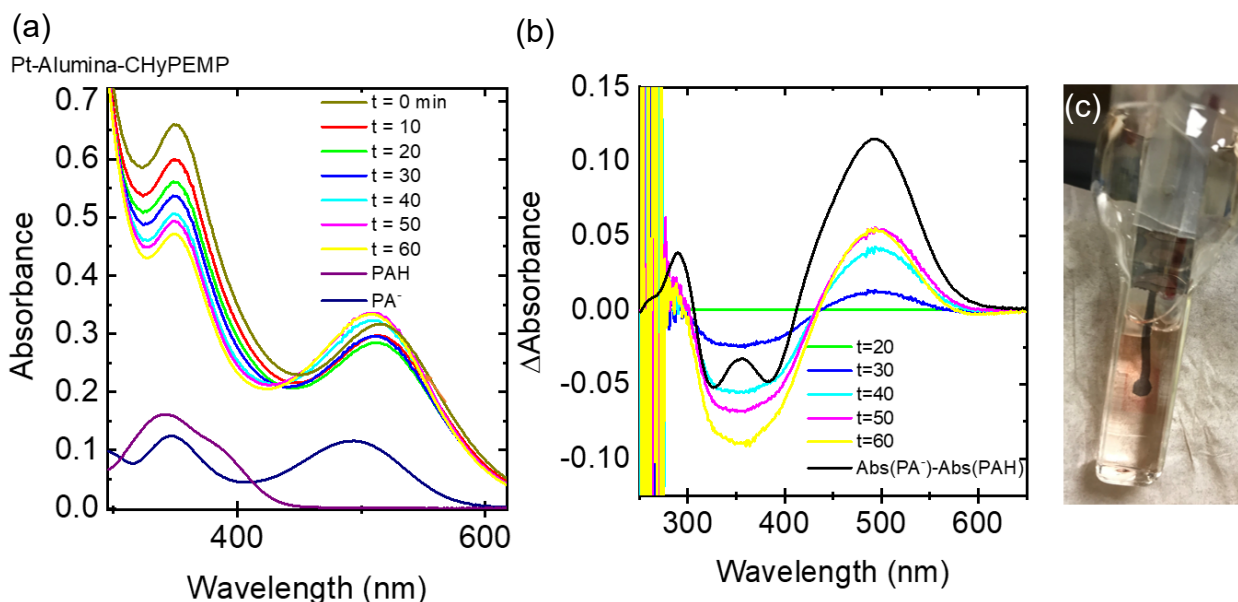 (a)
Pt-Alumina-CHyPEMP
0.7
0.6
0.5
0.4
0.3
0.2
0.1
0.0
Absorbance
400
600
Wavelength (nm)
t = 0 min
t = 10
t = 20
t = 30
t = 40
t = 50
t = 60
PAH
PA⁻
(b)
0.15
0.10
0.05
0.00
-0.05
-0.10
ΔAbsorbance
300
400
500
600
Wavelength (nm)
t=20
t=30
t=40
t=50
t=60
Abs(PA⁻)-Abs(PAH)
(c)